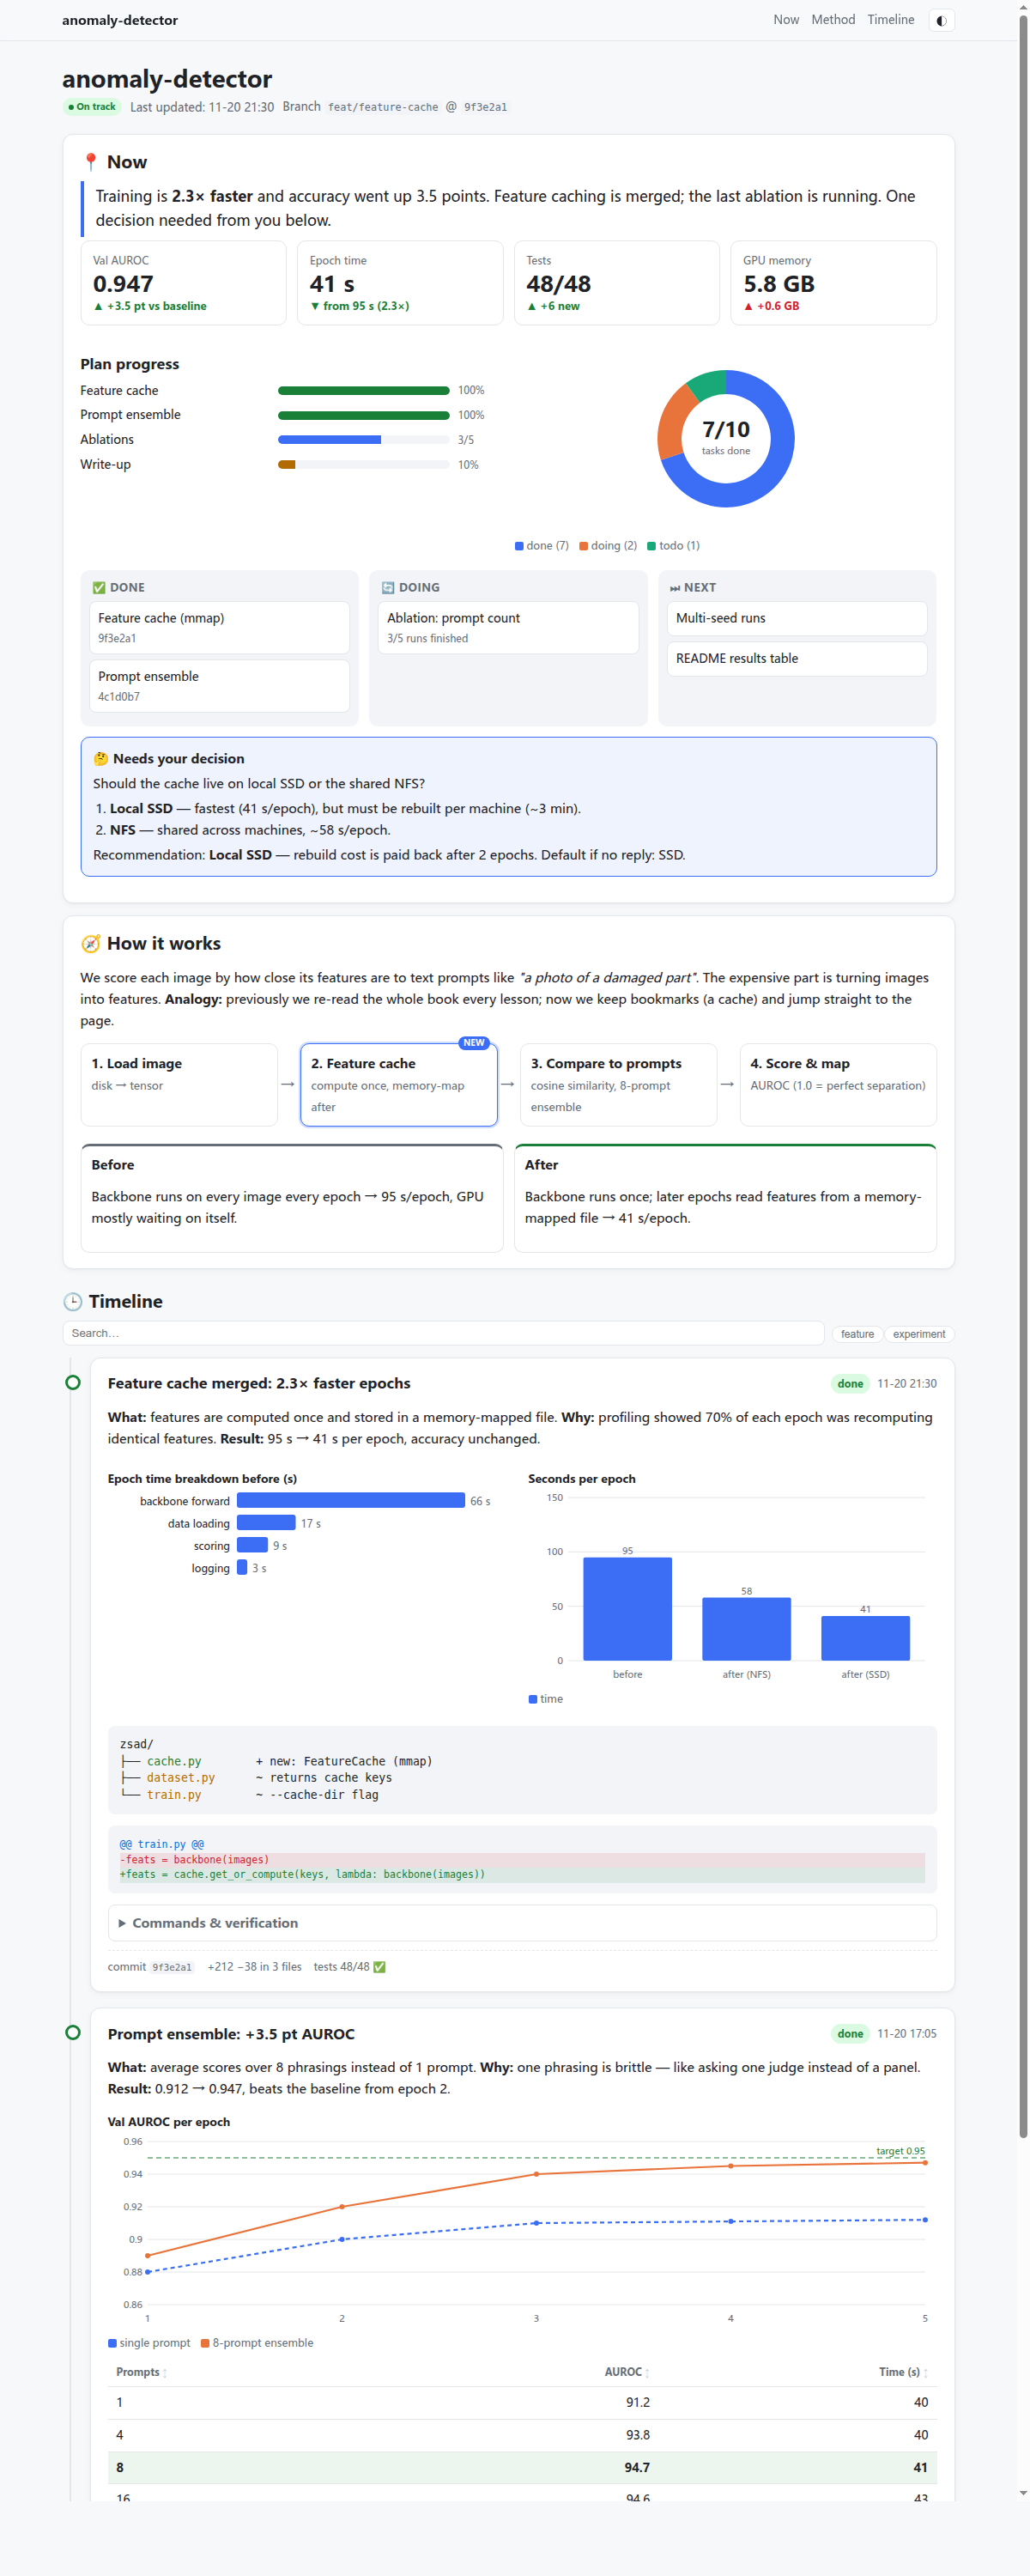 anomaly-detector
Now Method Timeline
anomaly-detector
On track Last updated: 11-20 21:30 Branch feat/feature-cache @ 9f3e2a1
📍 Now
Training is 2.3× faster and accuracy went up 3.5 points. Feature caching is merged; the last ablation is running. One
decision needed from you below.
Val AUROC
0.947
▲ +3.5 pt vs baseline
Epoch time
41 s
▼ from 95 s (2.3×)
Tests
48/48
▲ +6 new
GPU memory
5.8 GB
▲ +0.6 GB
Plan progress
Feature cache 100%
Prompt ensemble 100%
Ablations 3/5
Write-up 10%
7/10
tasks done
done (7) doing (2) todo (1)
✅ DONE
Feature cache (mmap)
9f3e2a1
Prompt ensemble
4c1d0b7
🔄 DOING
Ablation: prompt count
3/5 runs finished
⏭ NEXT
Multi-seed runs
README results table
🤔 Needs your decision
Should the cache live on local SSD or the shared NFS?
1. Local SSD — fastest (41 s/epoch), but must be rebuilt per machine (~3 min).
2. NFS — shared across machines, ~58 s/epoch.
Recommendation: Local SSD — rebuild cost is paid back after 2 epochs. Default if no reply: SSD.
🧭 How it works
We score each image by how close its features are to text prompts like "a photo of a damaged part". The expensive part is turning images
into features. Analogy: previously we re-read the whole book every lesson; now we keep bookmarks (a cache) and jump straight to the
page.
1. Load image
disk → tensor
→
NEW
2. Feature cache
compute once, memory-map
after
→
3. Compare to prompts
cosine similarity, 8-prompt
ensemble
→
4. Score & map
AUROC (1.0 = perfect separation)
Before
Backbone runs on every image every epoch → 95 s/epoch, GPU
mostly waiting on itself.
After
Backbone runs once; later epochs read features from a memory-
mapped file → 41 s/epoch.
🕒 Timeline
Search… feature experiment
Feature cache merged: 2.3× faster epochs done 11-20 21:30
What: features are computed once and stored in a memory-mapped file. Why: profiling showed 70% of each epoch was recomputing
identical features. Result: 95 s → 41 s per epoch, accuracy unchanged.
Epoch time breakdown before (s)
backbone forward 66 s
data loading 17 s
scoring 9 s
logging 3 s
Seconds per epoch
150
100
50
0
95
58
41
before after (NFS) after (SSD)
time
zsad/
├── cache.py + new: FeatureCache (mmap)
├── dataset.py ~ returns cache keys
└── train.py ~ --cache-dir flag
@@ train.py @@
-feats = backbone(images)
+feats = cache.get_or_compute(keys, lambda: backbone(images))
▶ Commands & verification
commit 9f3e2a1 +212 −38 in 3 files tests 48/48 ✅
Prompt ensemble: +3.5 pt AUROC done 11-20 17:05
What: average scores over 8 phrasings instead of 1 prompt. Why: one phrasing is brittle — like asking one judge instead of a panel.
Result: 0.912 → 0.947, beats the baseline from epoch 2.
Val AUROC per epoch
0.96
target 0.95
0.94
0.92
0.9
0.88
0.86
1 2 3 4 5
single prompt 8-prompt ensemble
Prompts ↕ AUROC ↕ Time (s) ↕
1 91.2 40
4 93.8 40
8 94.7 41
16 94.6 43